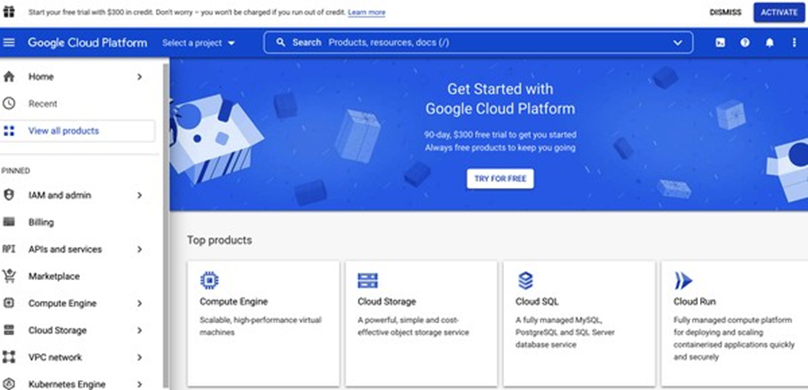 Start your free trial with $300 in credit. Don't worry – you won't be charged if you run out of credit. Learn more
DISMISS
ACTIVATE
Google Cloud Platform
Select a project
Search Products, resources, docs (/)
Home
Recent
View all products
PINNED
IAM and admin
Billing
API APIs and services
Marketplace
Compute Engine
Cloud Storage
VPC network
Kubernetes Engine
Get Started with
Google Cloud Platform
90-day, $300 free trial to get you started
Always free products to keep you going
TRY FOR FREE
Top products
Compute Engine
Scalable, high-performance virtual
machines
Cloud Storage
A powerful, simple and cost-
effective object storage service
Cloud SQL
A fully managed MySQL,
PostgreSQL and SQL Server
database service
Cloud Run
Fully managed compute platform
for deploying and scaling
containerised applications quickly
and securely